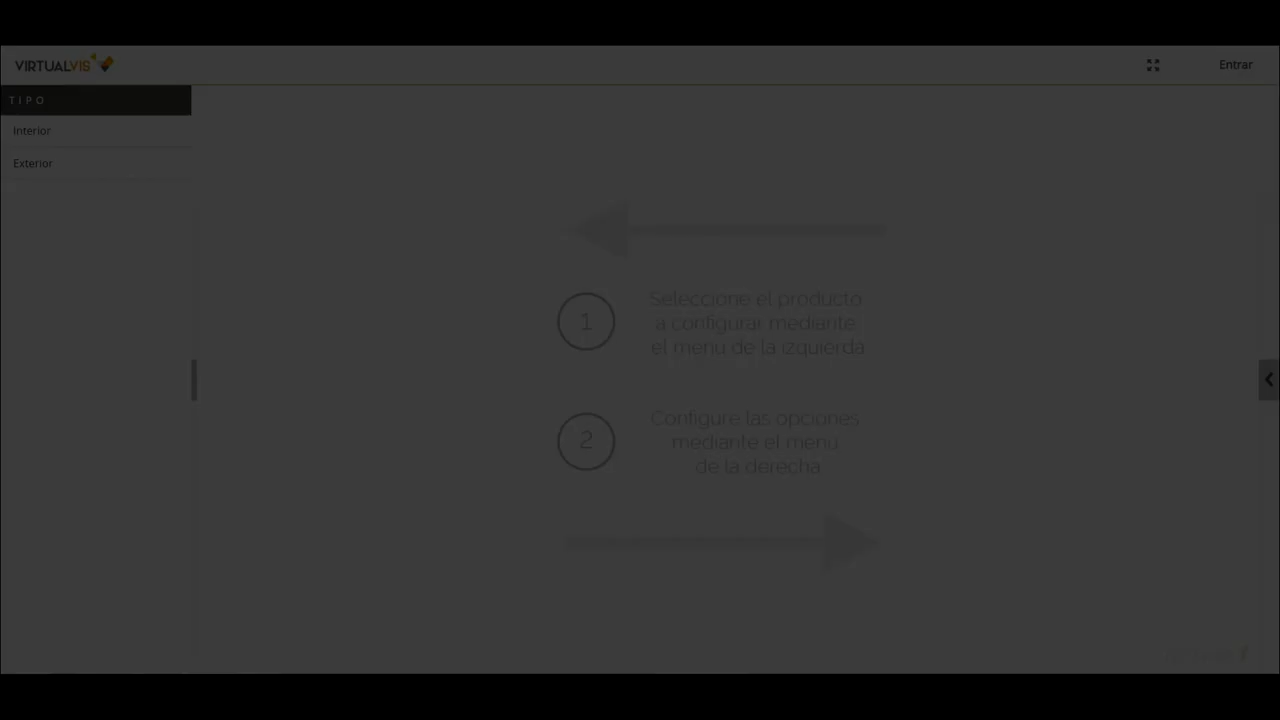 VIRTUALVIS
Entrar
TIPO
Interior
Exterior
1
Seleccione el producto
a configurar mediante
el menu de la izquierda
2
Configure las opciones
mediante el menu
de la derecha